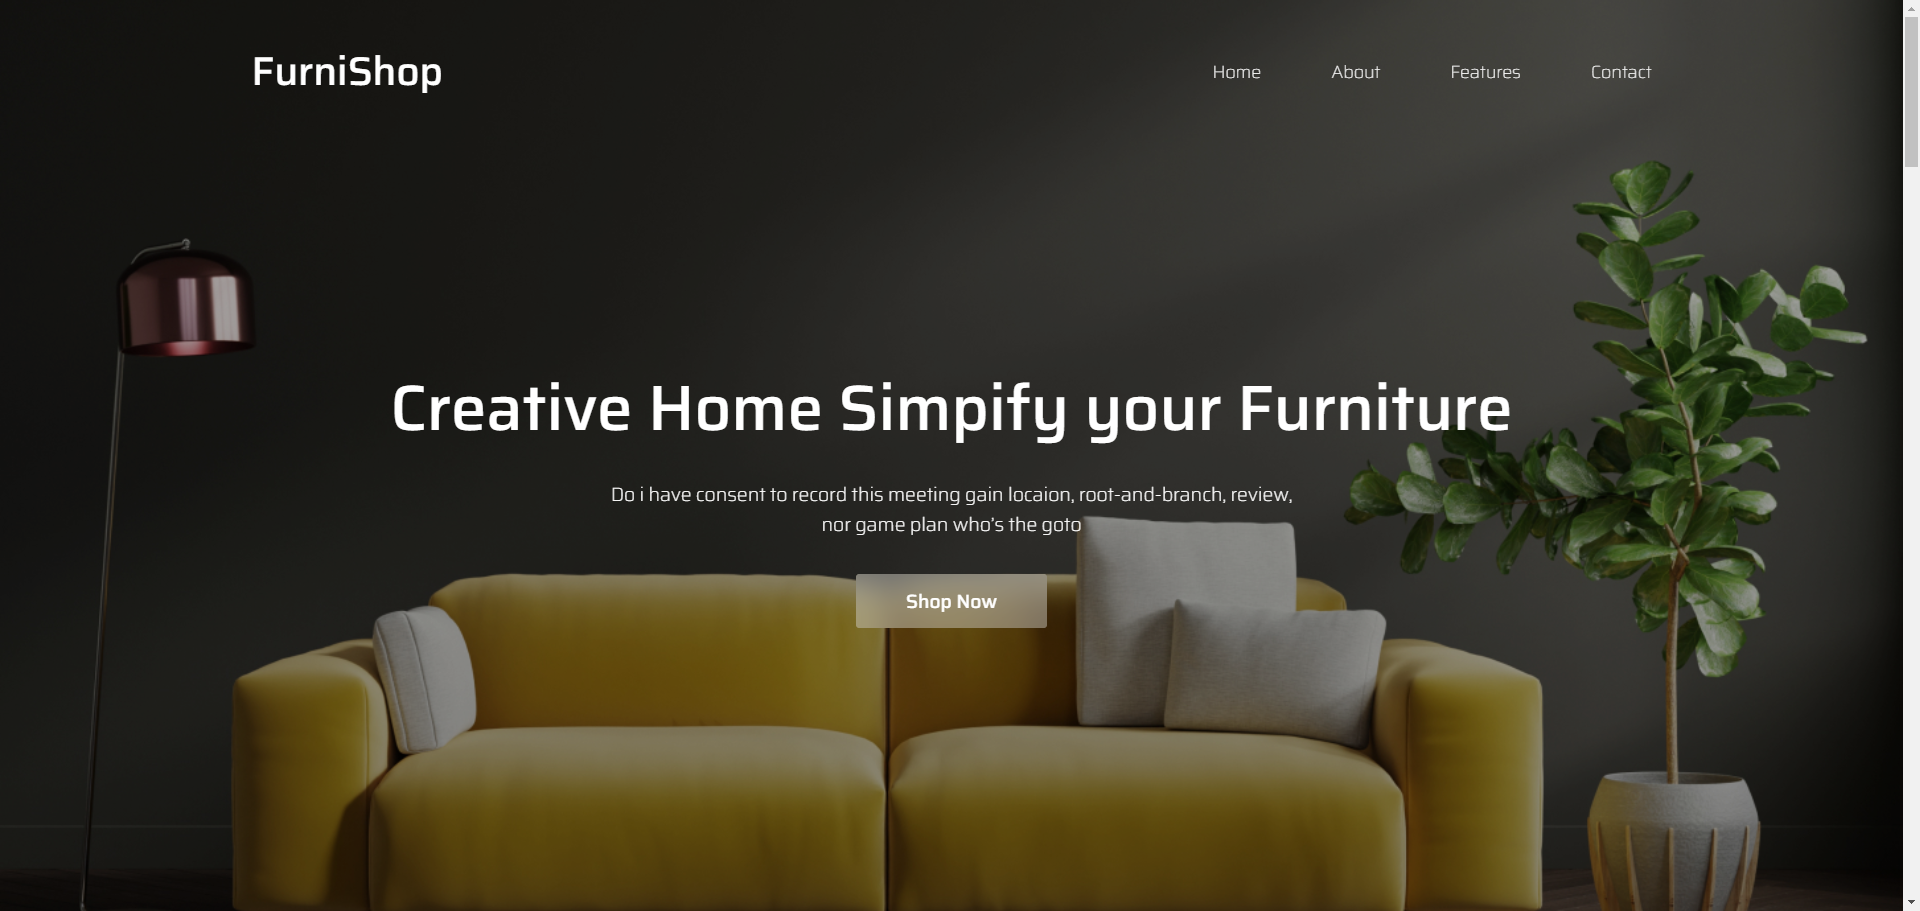 FurniShop
Home
About
Features
Contact
Creative Home Simpify your Furniture
Do i have consent to record this meeting gain locaion, root-and-branch, review,
nor game plan who's the goto
Shop Now